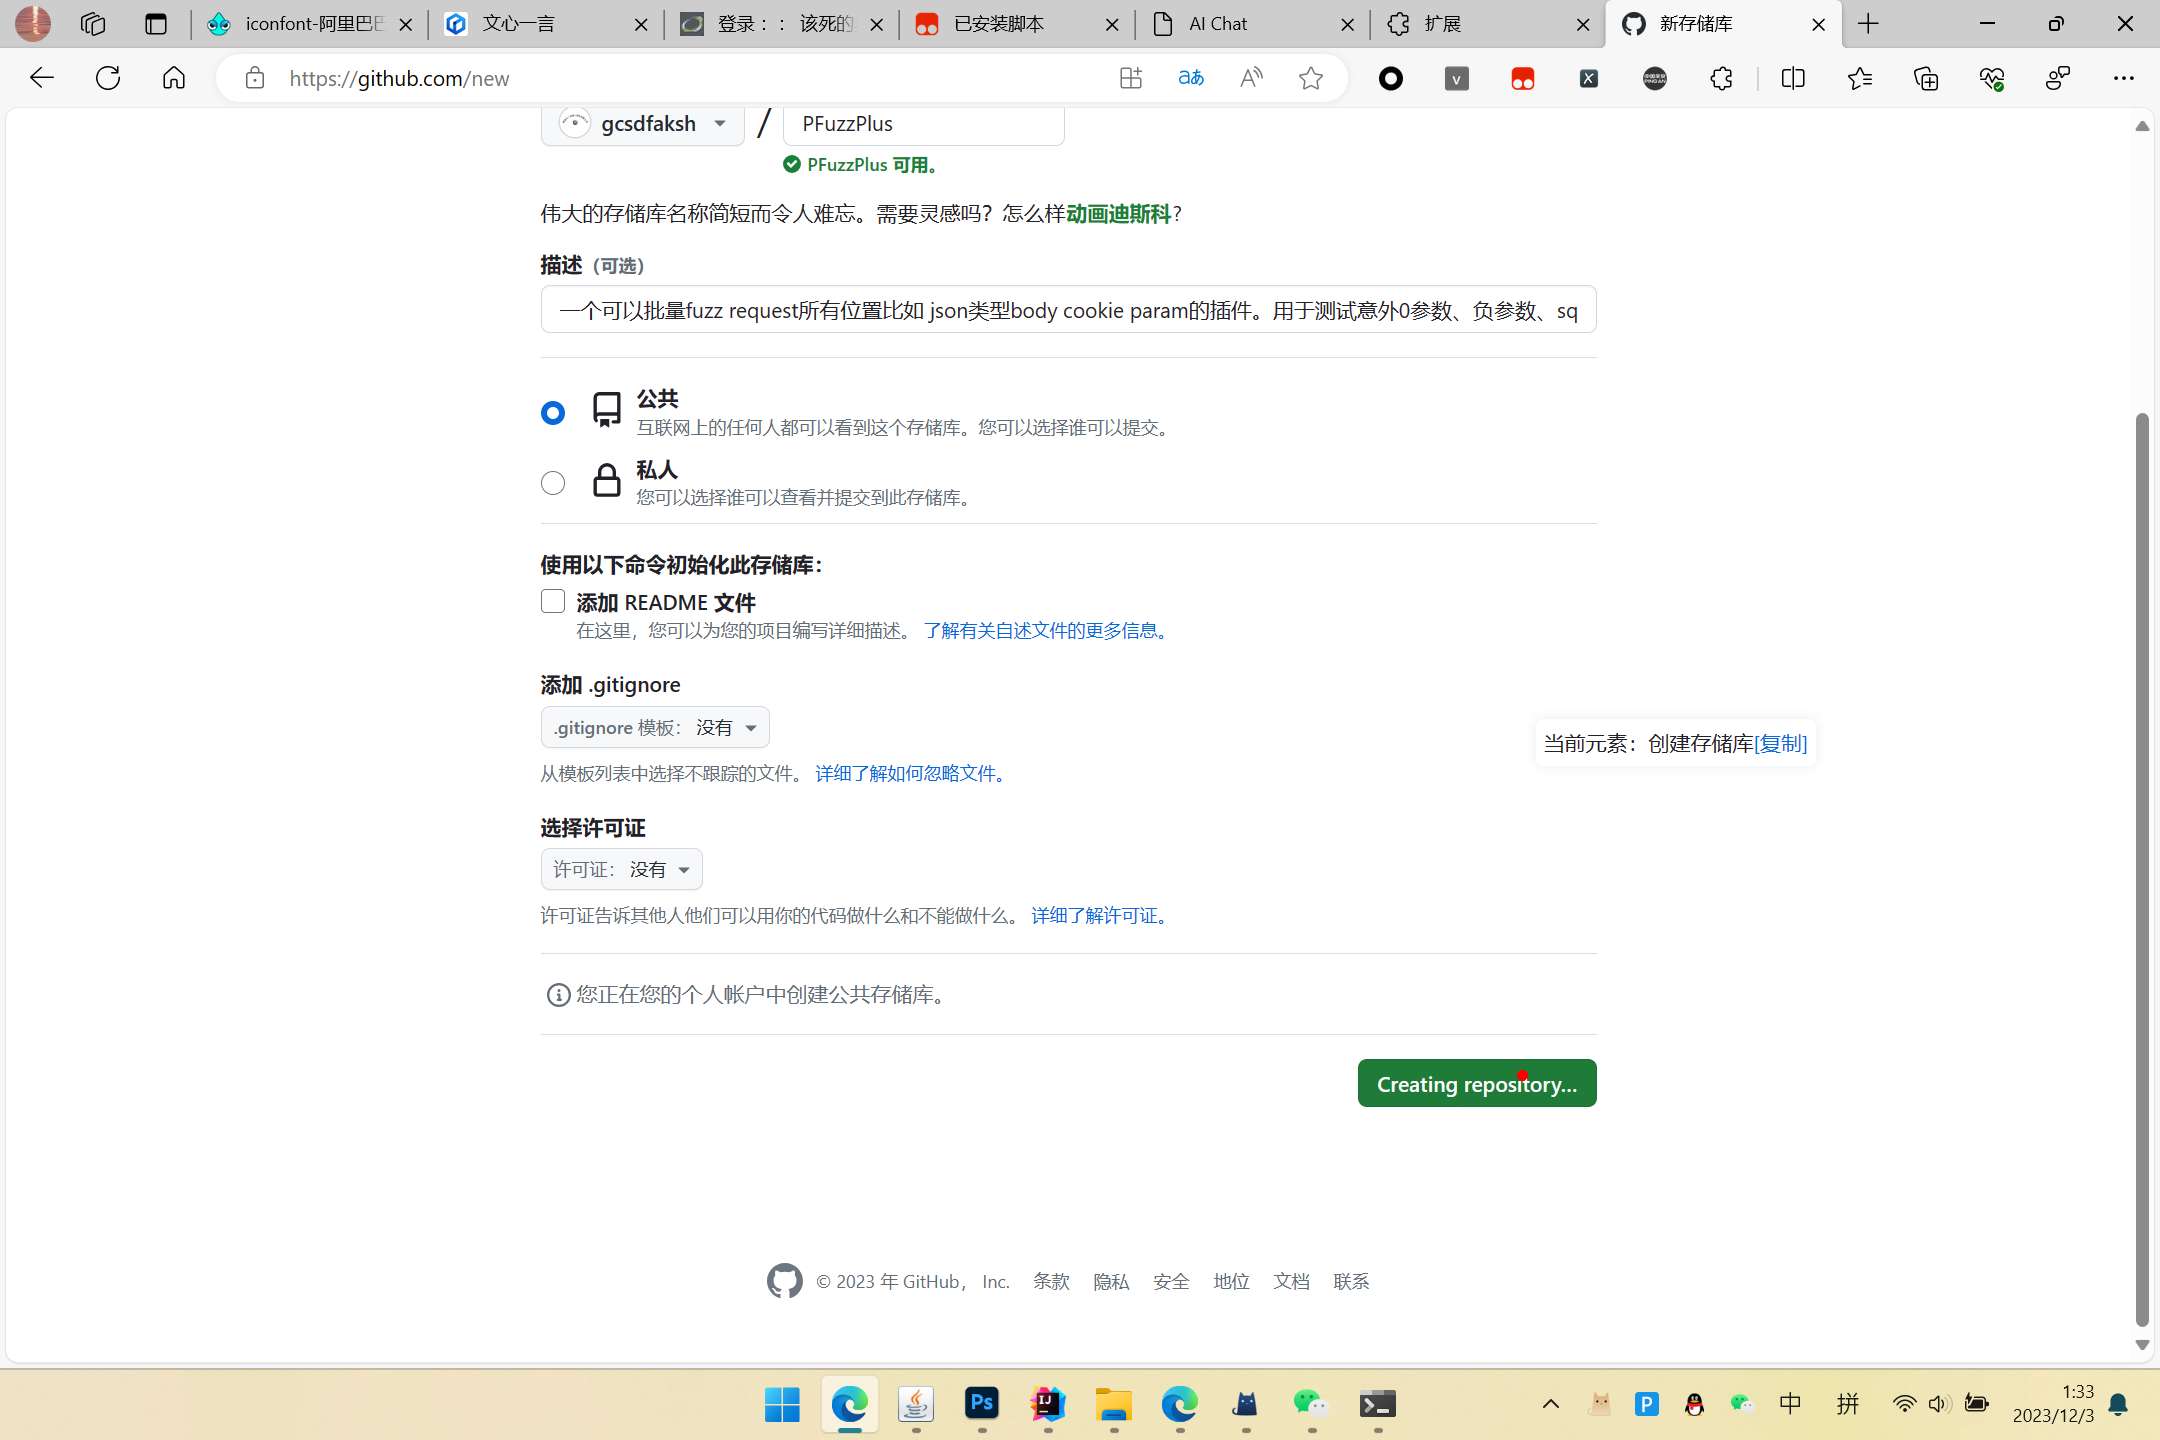 iconfont-阿里巴巴
文心一言
登录：： 该死的
已安装脚本
AI Chat
扩展
新存储库
https://github.com/new
gcsdfaksh
/
PFuzzPlus
PFuzzPlus 可用。
伟大的存储库名称简短而令人难忘。需要灵感吗？怎么样动画迪斯科?
描述（可选）
一个可以批量fuzz request所有位置比如 json类型body cookie param的插件。用于测试意外0参数、负参数、sq
公共
互联网上的任何人都可以看到这个存储库。您可以选择谁可以提交。
私人
您可以选择谁可以查看并提交到此存储库。
使用以下命令初始化此存储库：
添加 README 文件
在这里，您可以为您的项目编写详细描述。 了解有关自述文件的更多信息。
添加 .gitignore
.gitignore 模板： 没有
当前元素：创建存储库[复制]
从模板列表中选择不跟踪的文件。 详细了解如何忽略文件。
选择许可证
许可证： 没有
许可证告诉其他人他们可以用你的代码做什么和不能做什么。 详细了解许可证。
您正在您的个人帐户中创建公共存储库。
Creating repository...
© 2023 年 GitHub， Inc. 条款 隐私 安全 地位 文档 联系
中
拼
1:33
2023/12/3